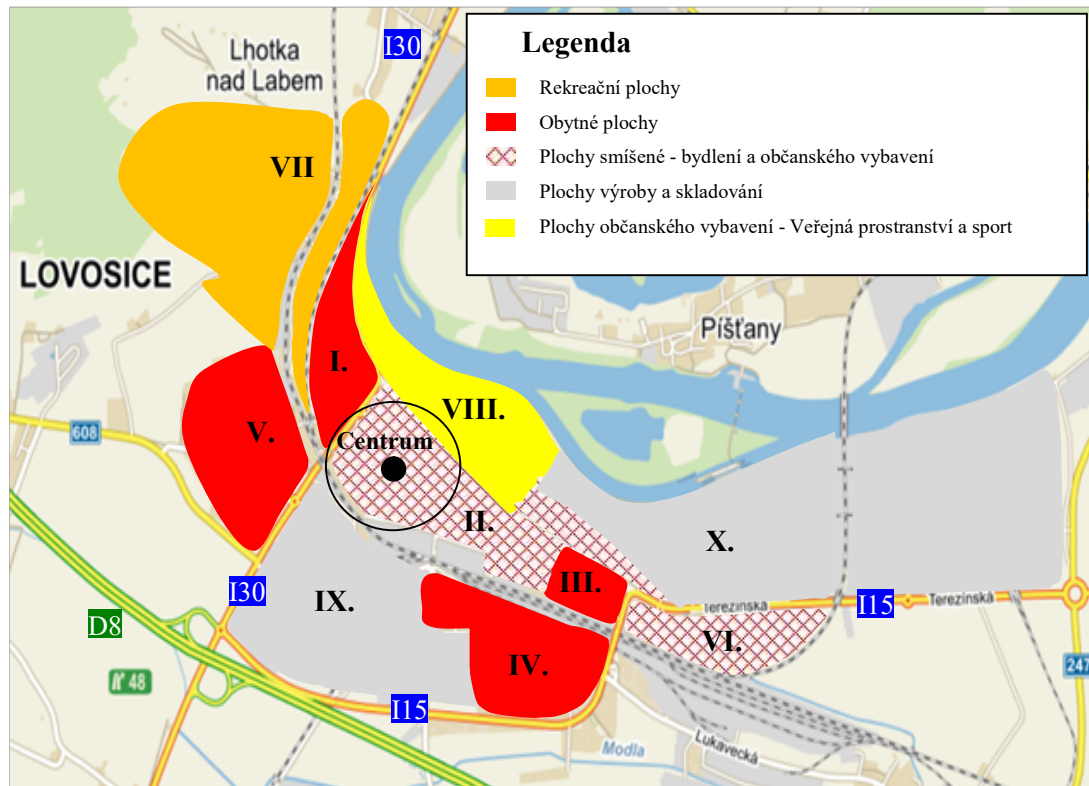 I30
Legenda
Rekreační plochy
Obytné plochy
Plochy smíšené - bydlení a občanského vybavení
Plochy výroby a skladování
Plochy občanského vybavení - Veřejná prostranství a sport
Lhotka
nad Labem
VII
LOVOSICE
Píšťany
I.
VIII.
V.
608
Centrum
II.
X.
III.
I30
IX.
Terezínská
I15
Terezínská
D8
VI.
IV.
48
247
I15
Modla
Lukavecká